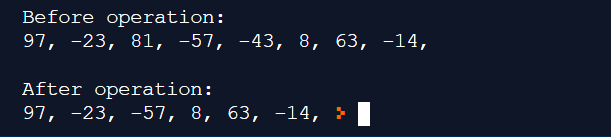 Before operation:
97, -23, 81, -57, -43, 8, 63, -14,
After operation:
97, -23, -57, 8, 63, -14, >